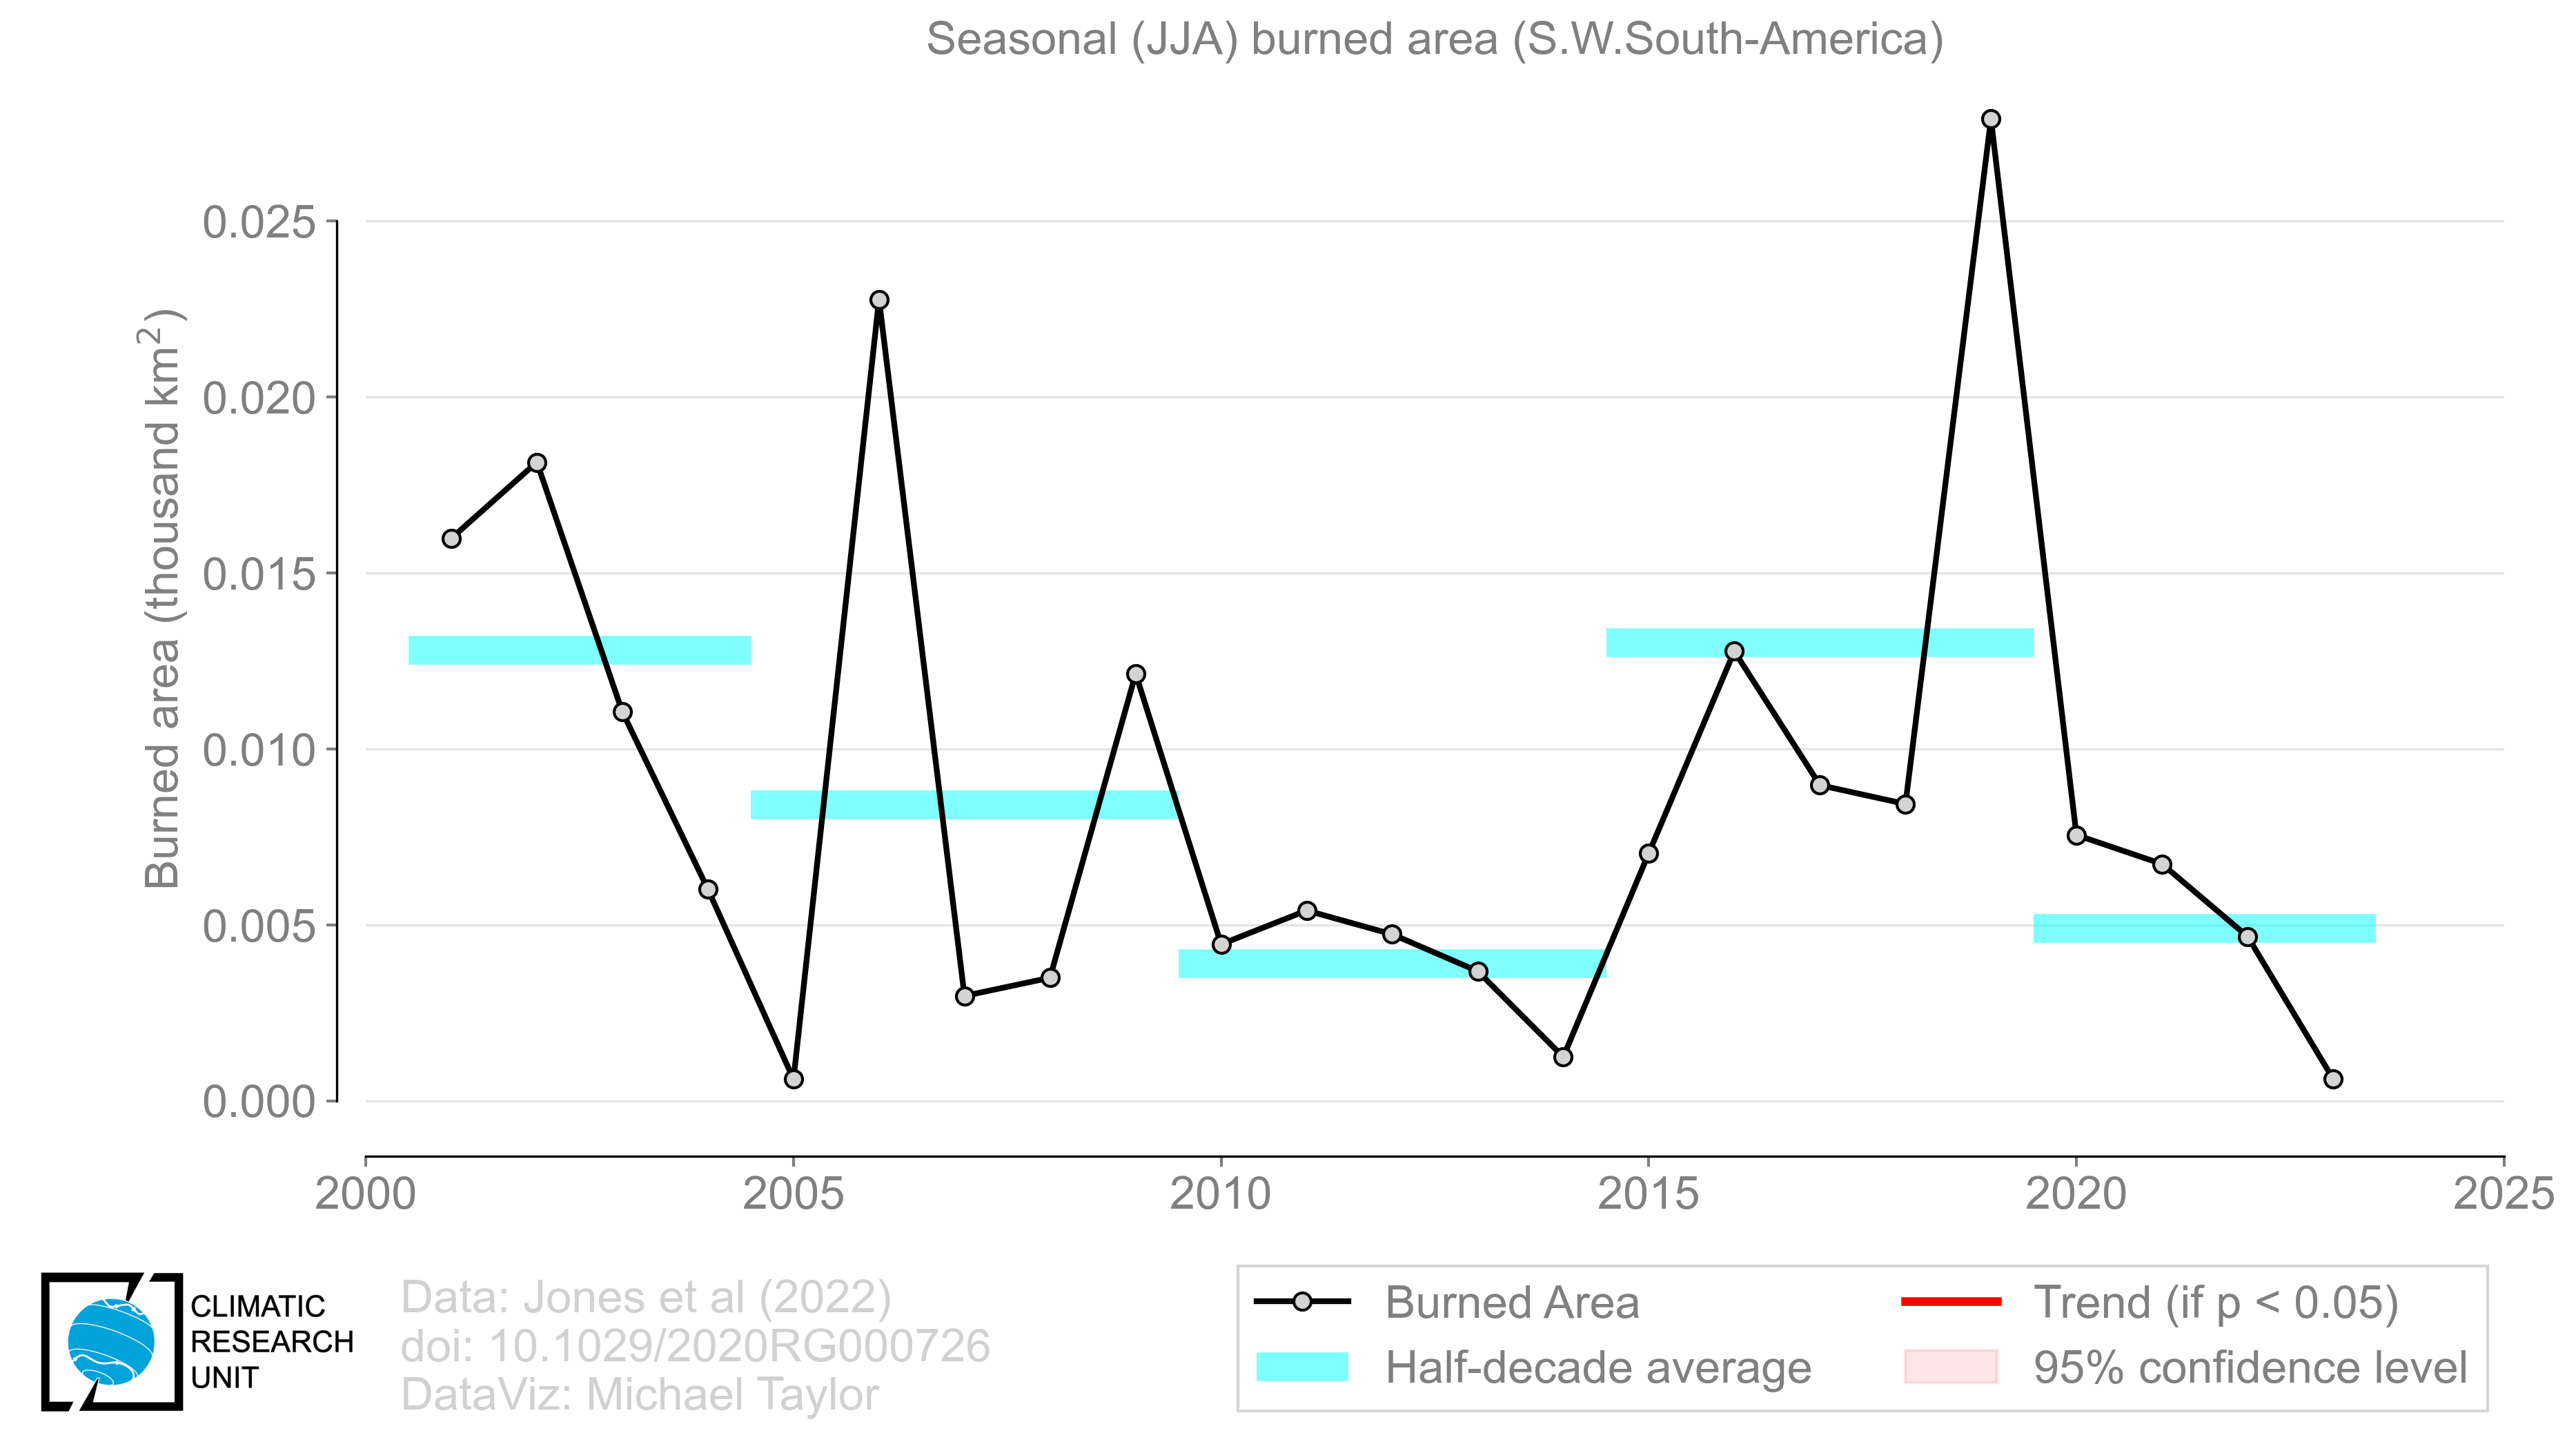 Seasonal (JJA) burned area (S.W.South-America)
Burned area (thousand km²)
0.025
0.020
0.015
0.010
0.005
0.000
2000 2005 2010 2015 2020 2025
CLIMATIC
RESEARCH
UNIT
Data: Jones et al (2022)
doi: 10.1029/2020RG000726
DataViz: Michael Taylor
Burned Area
Half-decade average
Trend (if p < 0.05)
95% confidence level